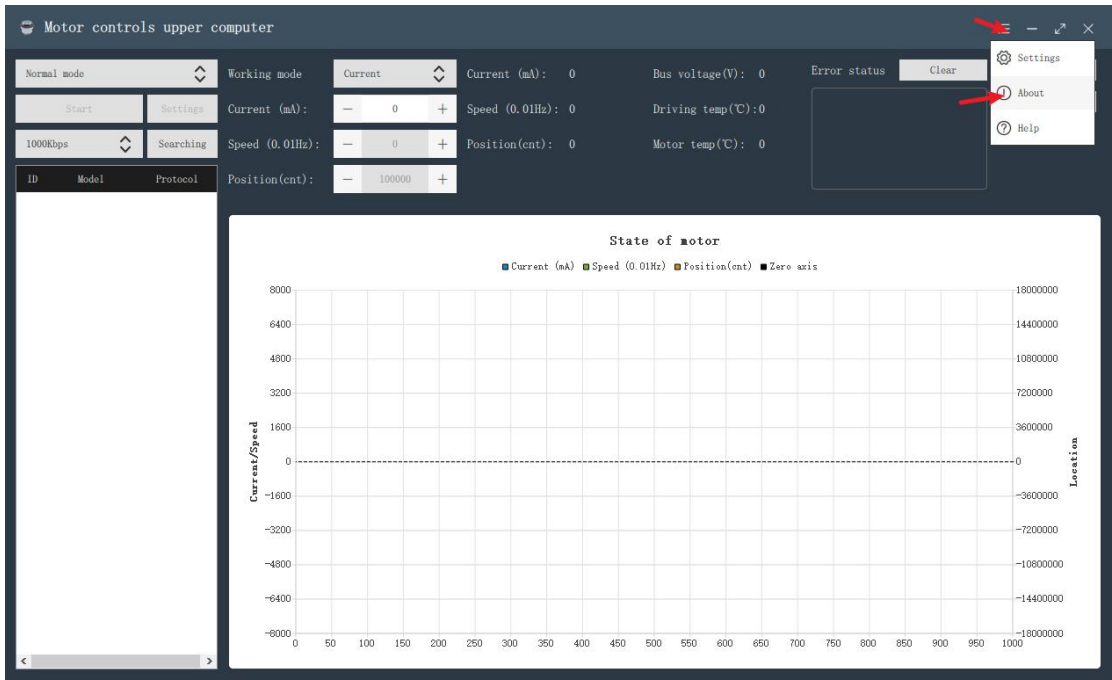 Motor controls upper computer
Normal mode
Working mode
Current
Current (mA): 0
Bus voltage(V): 0
Error status
Clear
Settings
Start
Settings
Current (mA):
− 0 +
Speed (0.01Hz): 0
Driving temp(℃):0
About
1000Kbps
Searching
Speed (0.01Hz):
− 0 +
Position(cnt): 0
Motor temp(℃): 0
Help
ID Model Protocol
Position(cnt):
− 100000 +
State of motor
Current (mA) Speed (0.01Hz) Position(cnt) Zero axis
8000 18000000
6400 14400000
4800 10800000
3200 7200000
1600 3600000
0 0
-1600 -3600000
-3200 -7200000
-4800 -10800000
-6400 -14400000
-8000 -18000000
Current/Speed
Location
0 50 100 150 200 250 300 350 400 450 500 550 600 650 700 750 800 850 900 950 1000